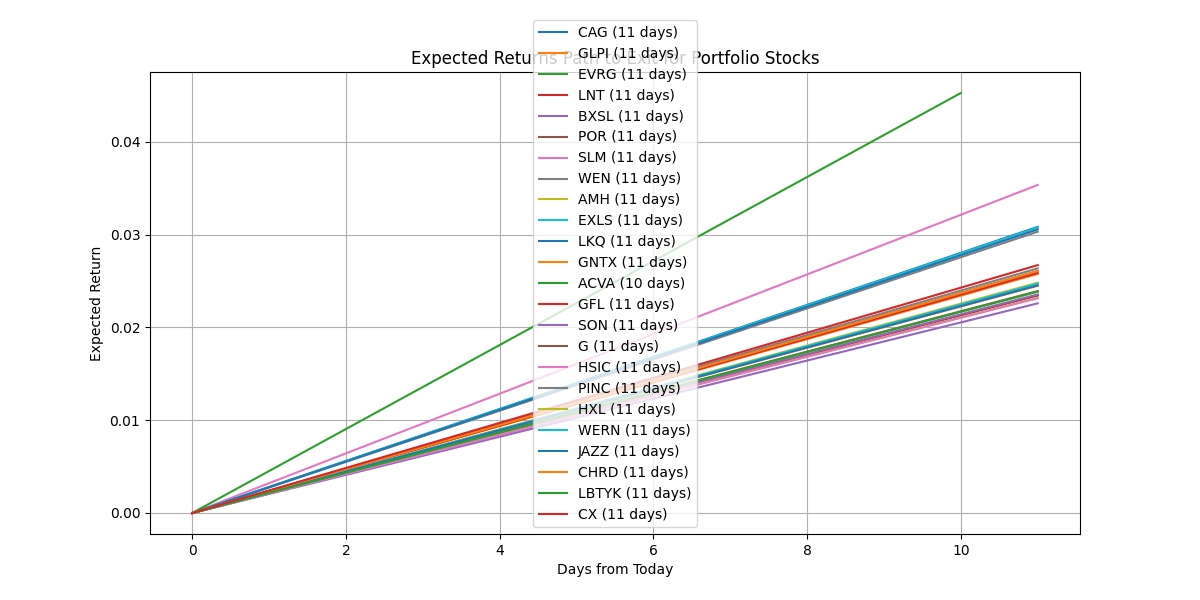 Expected Returns Path to Exit for Portfolio Stocks
CAG (11 days)
GLPI (11 days)
EVRG (11 days)
LNT (11 days)
BXSL (11 days)
POR (11 days)
SLM (11 days)
WEN (11 days)
AMH (11 days)
EXLS (11 days)
LKQ (11 days)
GNTX (11 days)
ACVA (10 days)
GFL (11 days)
SON (11 days)
G (11 days)
HSIC (11 days)
PINC (11 days)
HXL (11 days)
WERN (11 days)
JAZZ (11 days)
CHRD (11 days)
LBTYK (11 days)
CX (11 days)
Expected Return
0.04
0.03
0.02
0.01
0.00
0 2 4 6 8 10
Days from Today